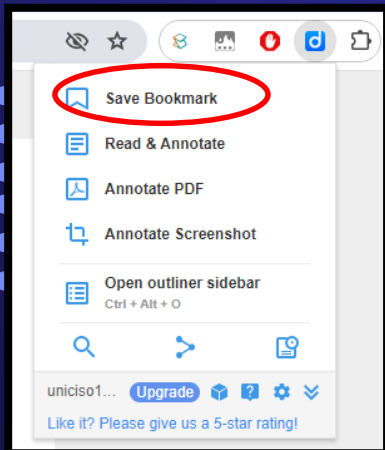 Save Bookmark
Read & Annotate
Annotate PDF
Annotate Screenshot
Open outliner sidebar
Ctrl + Alt + O
uniciso1... Upgrade
Like it? Please give us a 5-star rating!